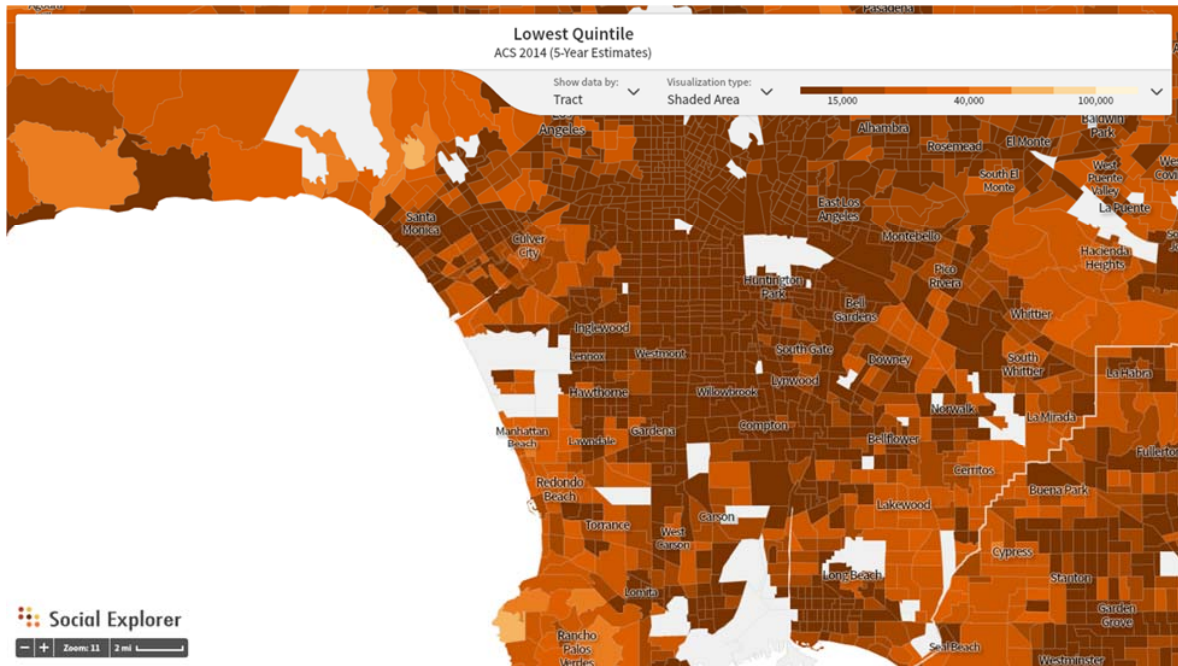 Pasadena
Lowest Quintile
ACS 2014 (5-Year Estimates)
Show data by:
Tract
Visualization type:
Shaded Area
15,000
40,000
100,000
Angeles
Alhambra
Baldwin
Park
Rosemead
El Monte
South El
Monte
West
Puente
Valley
La Puente
Santa
Monica
East Los
Angeles
Culver
City
Montebello
Hacienda
Heights
Pico
Rivera
Huntington
Park
Bell
Gardens
Whittier
Inglewood
Lennox
Westmont
South Gate
Downey
South
Whittier
La Habra
Hawthorne
Willowbrook
Lynwood
Norwalk
La Mirada
Manhattan
Beach
Lawndale
Gardena
Compton
Bellflower
Cerritos
Redondo
Beach
Buena Park
Lakewood
Torrance
Carson
West
Carson
Cypress
Long Beach
Stanton
Lomita
Garden
Grove
Social Explorer
Zoom: 11
2 mi
Rancho
Palos
Verdes
Seal Beach
Westminster